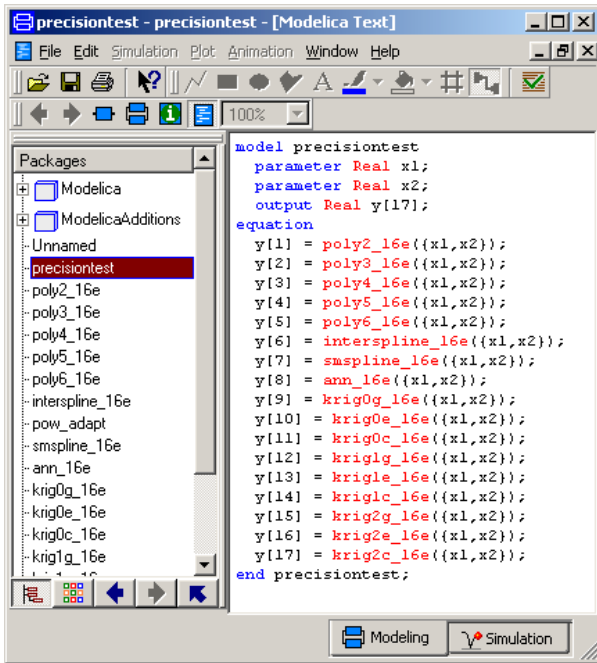 precisiontest - precisiontest - [Modelica Text]
File Edit Simulation Plot Animation Window Help
100%
Packages
Modelica
ModelicaAdditions
Unnamed
precisiontest
poly2_16e
poly3_16e
poly4_16e
poly5_16e
poly6_16e
interspline_16e
pow_adapt
smspline_16e
ann_16e
krig0g_16e
krig0e_16e
krig0c_16e
krig1g_16e
model precisiontest
parameter Real x1;
parameter Real x2;
output Real y[17];
equation
y[1] = poly2_16e({x1,x2});
y[2] = poly3_16e({x1,x2});
y[3] = poly4_16e({x1,x2});
y[4] = poly5_16e({x1,x2});
y[5] = poly6_16e({x1,x2});
y[6] = interspline_16e({x1,x2});
y[7] = smspline_16e({x1,x2});
y[8] = ann_16e({x1,x2});
y[9] = krig0g_16e({x1,x2});
y[10] = krig0e_16e({x1,x2});
y[11] = krig0c_16e({x1,x2});
y[12] = krig1g_16e({x1,x2});
y[13] = krig1e_16e({x1,x2});
y[14] = krig1c_16e({x1,x2});
y[15] = krig2g_16e({x1,x2});
y[16] = krig2e_16e({x1,x2});
y[17] = krig2c_16e({x1,x2});
end precisiontest;
Modeling
Simulation